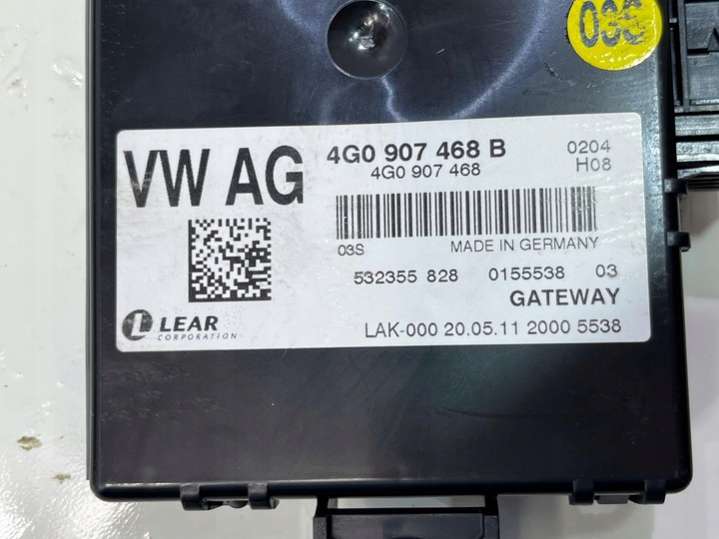 VW AG
4G0 907 468 B
4G0 907 468
0204
H08
03S
MADE IN GERMANY
532355 828 0155538 03
GATEWAY
LEAR
CORPORATION
LAK-000 20.05.11 2000 5538